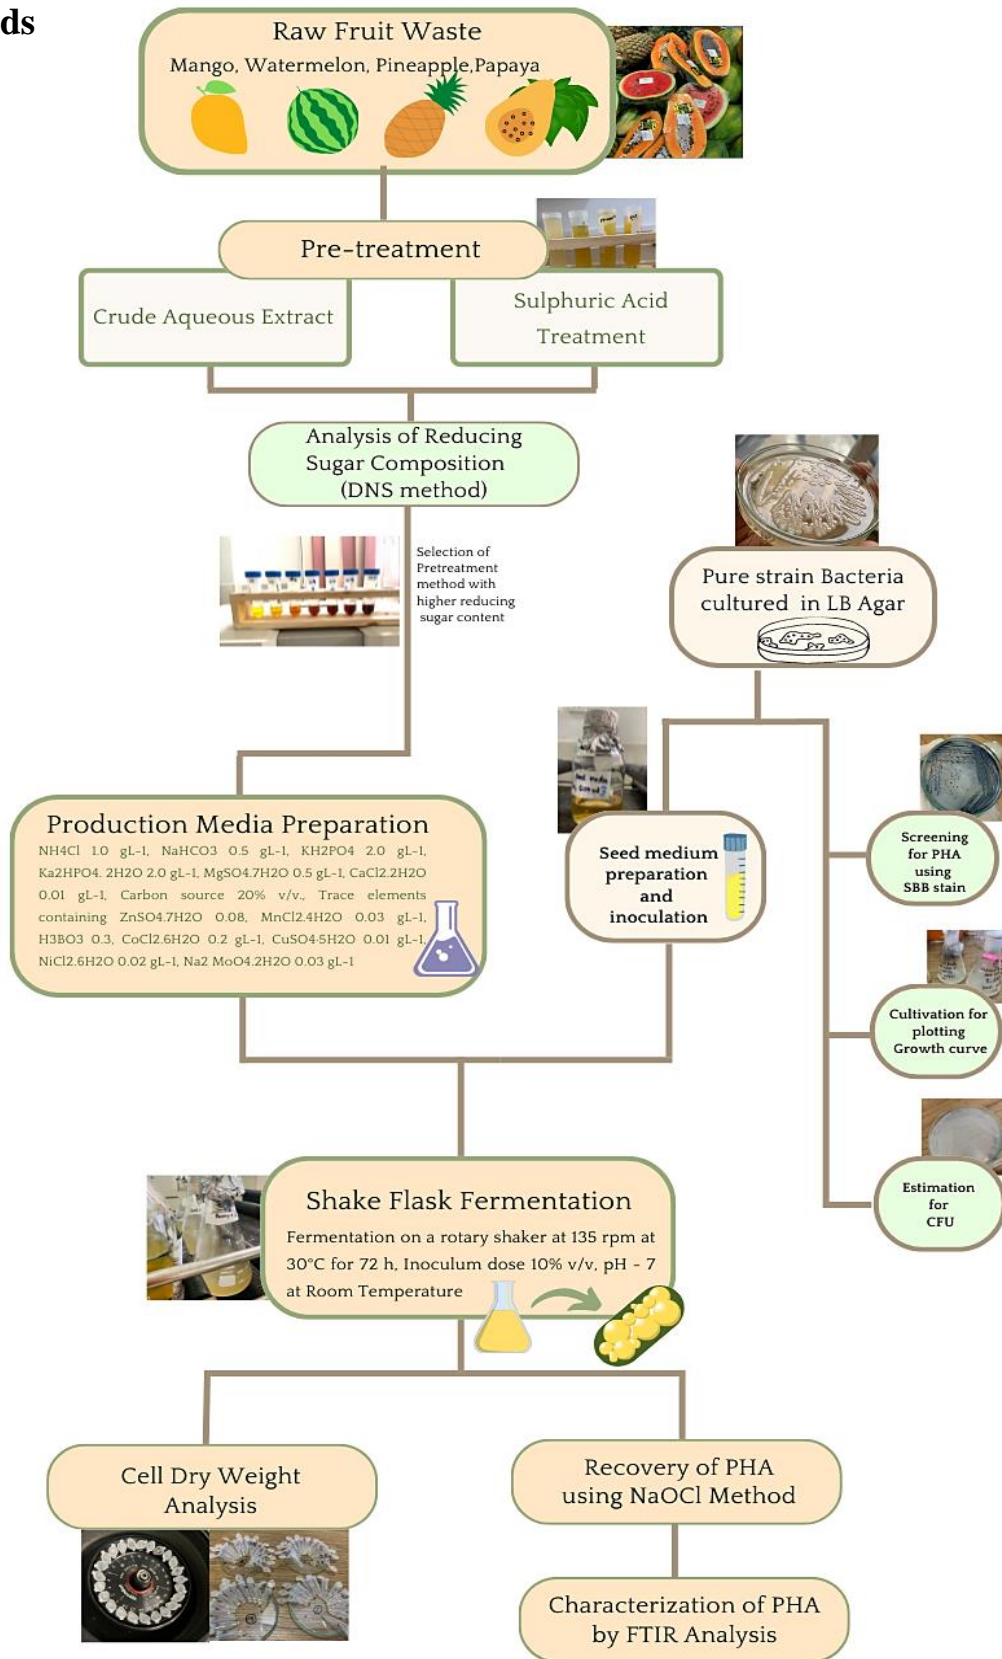 ds
Raw Fruit Waste
Mango, Watermelon, Pineapple,Papaya
Pre-treatment
Crude Aqueous Extract
Sulphuric Acid
Treatment
Analysis of Reducing
Sugar Composition
(DNS method)
Selection of
Pretreatment
method with
higher reducing
sugar content
Pure strain Bacteria
cultured in LB Agar
Production Media Preparation
NH4Cl 1.0 gL-1, NaHCO3 0.5 gL-1, KH2PO4 2.0 gL-1,
Ka2HPO4. 2H2O 2.0 gL-1, MgSO4.7H2O 0.5 gL-1, CaCl2.2H2O
0.01 gL-1, Carbon source 20% v/v., Trace elements
containing ZnSO4.7H2O 0.08, MnCl2.4H2O 0.03 gL-1,
H3BO3 0.3, CoCl2.6H2O 0.2 gL-1, CuSO4·5H2O 0.01 gL-1,
NiCl2.6H2O 0.02 gL-1, Na2 MoO4.2H2O 0.03 gL-1
Seed medium
preparation
and
inoculation
Screening
for PHA
using
SBB stain
Cultivation for
plotting
Growth curve
Estimation
for
CFU
Shake Flask Fermentation
Fermentation on a rotary shaker at 135 rpm at
30°C for 72 h, Inoculum dose 10% v/v, pH - 7
at Room Temperature
Cell Dry Weight
Analysis
Recovery of PHA
using NaOCl Method
Characterization of PHA
by FTIR Analysis